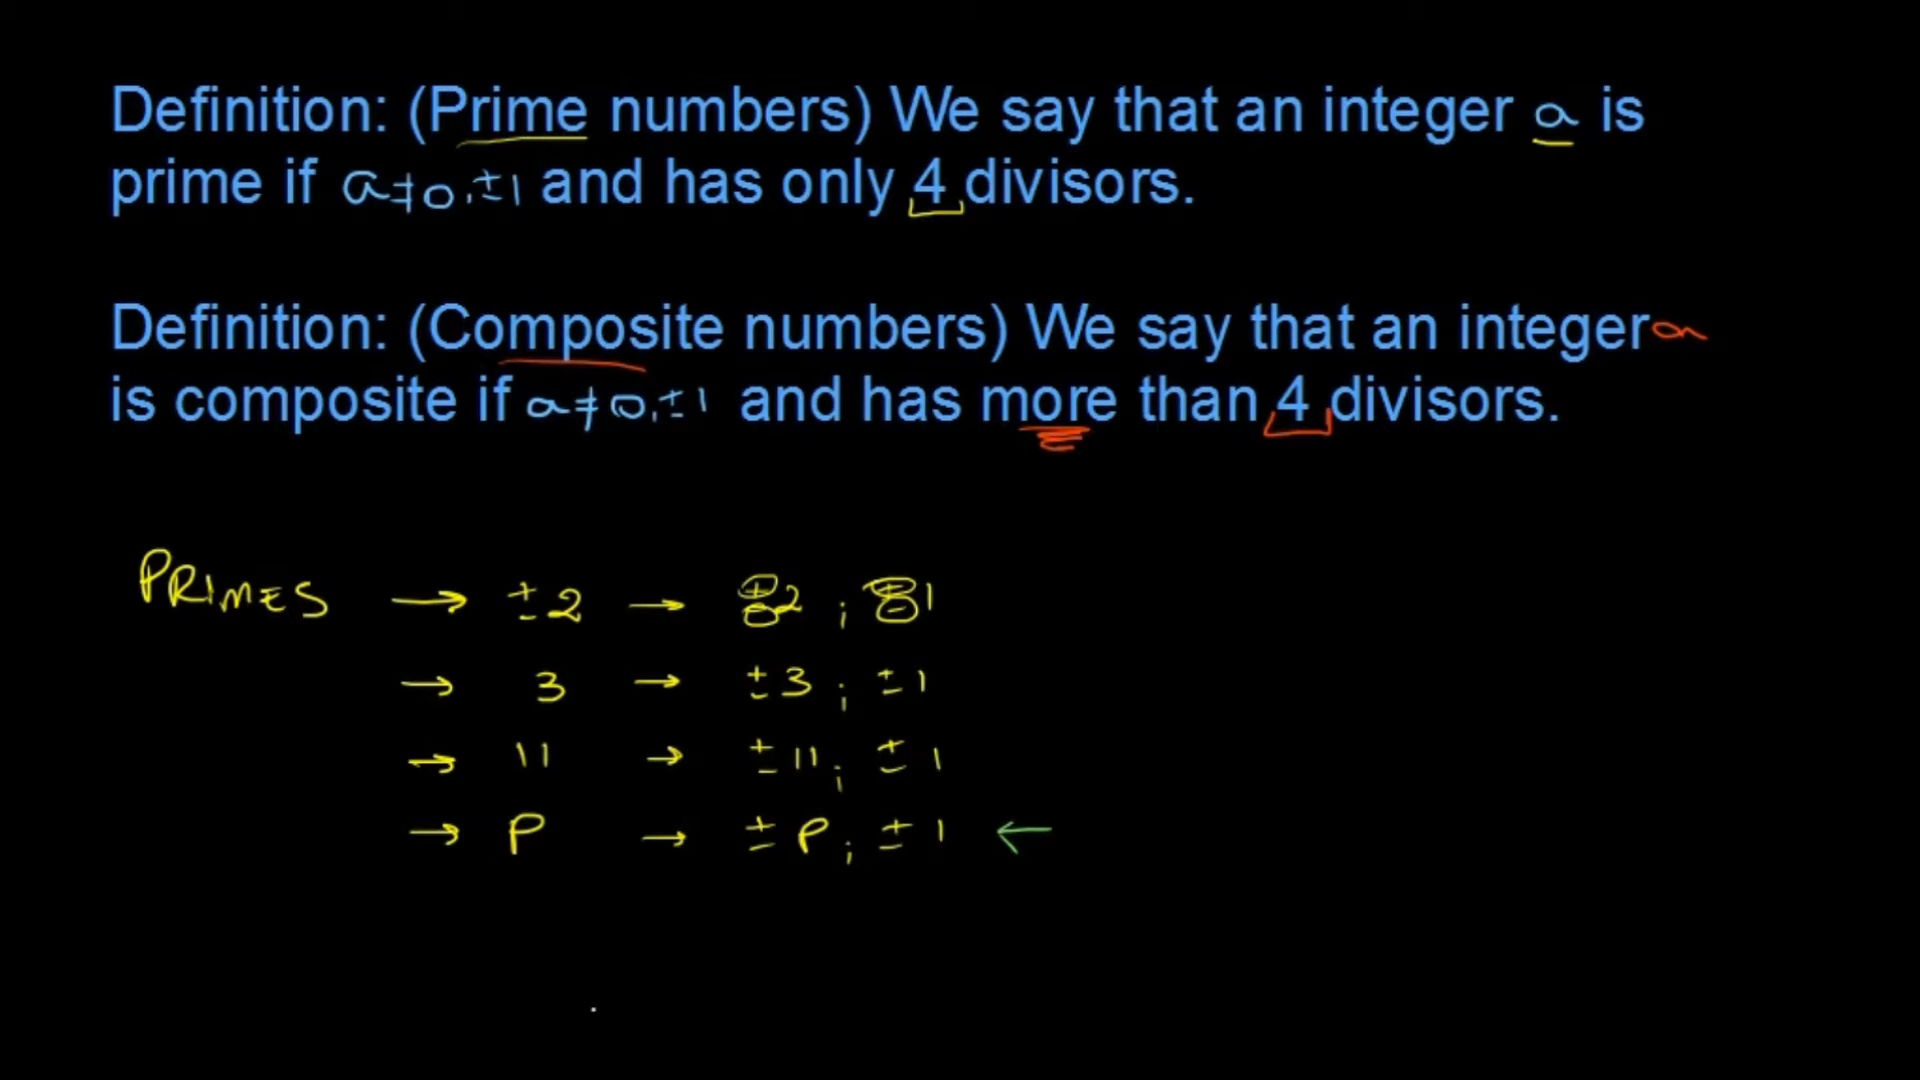 Definition: (Prime numbers) We say that an integer a is
prime if a≠0,±1 and has only 4 divisors.
Definition: (Composite numbers) We say that an integer a
is composite if a≠0,±1 and has more than 4 divisors.
PRIMES → ±2 → ±2 ; ±1
→ 3 → ±3 ; ±1
→ 11 → ±11 ; ±1
→ P → ±P ; ±1 ←